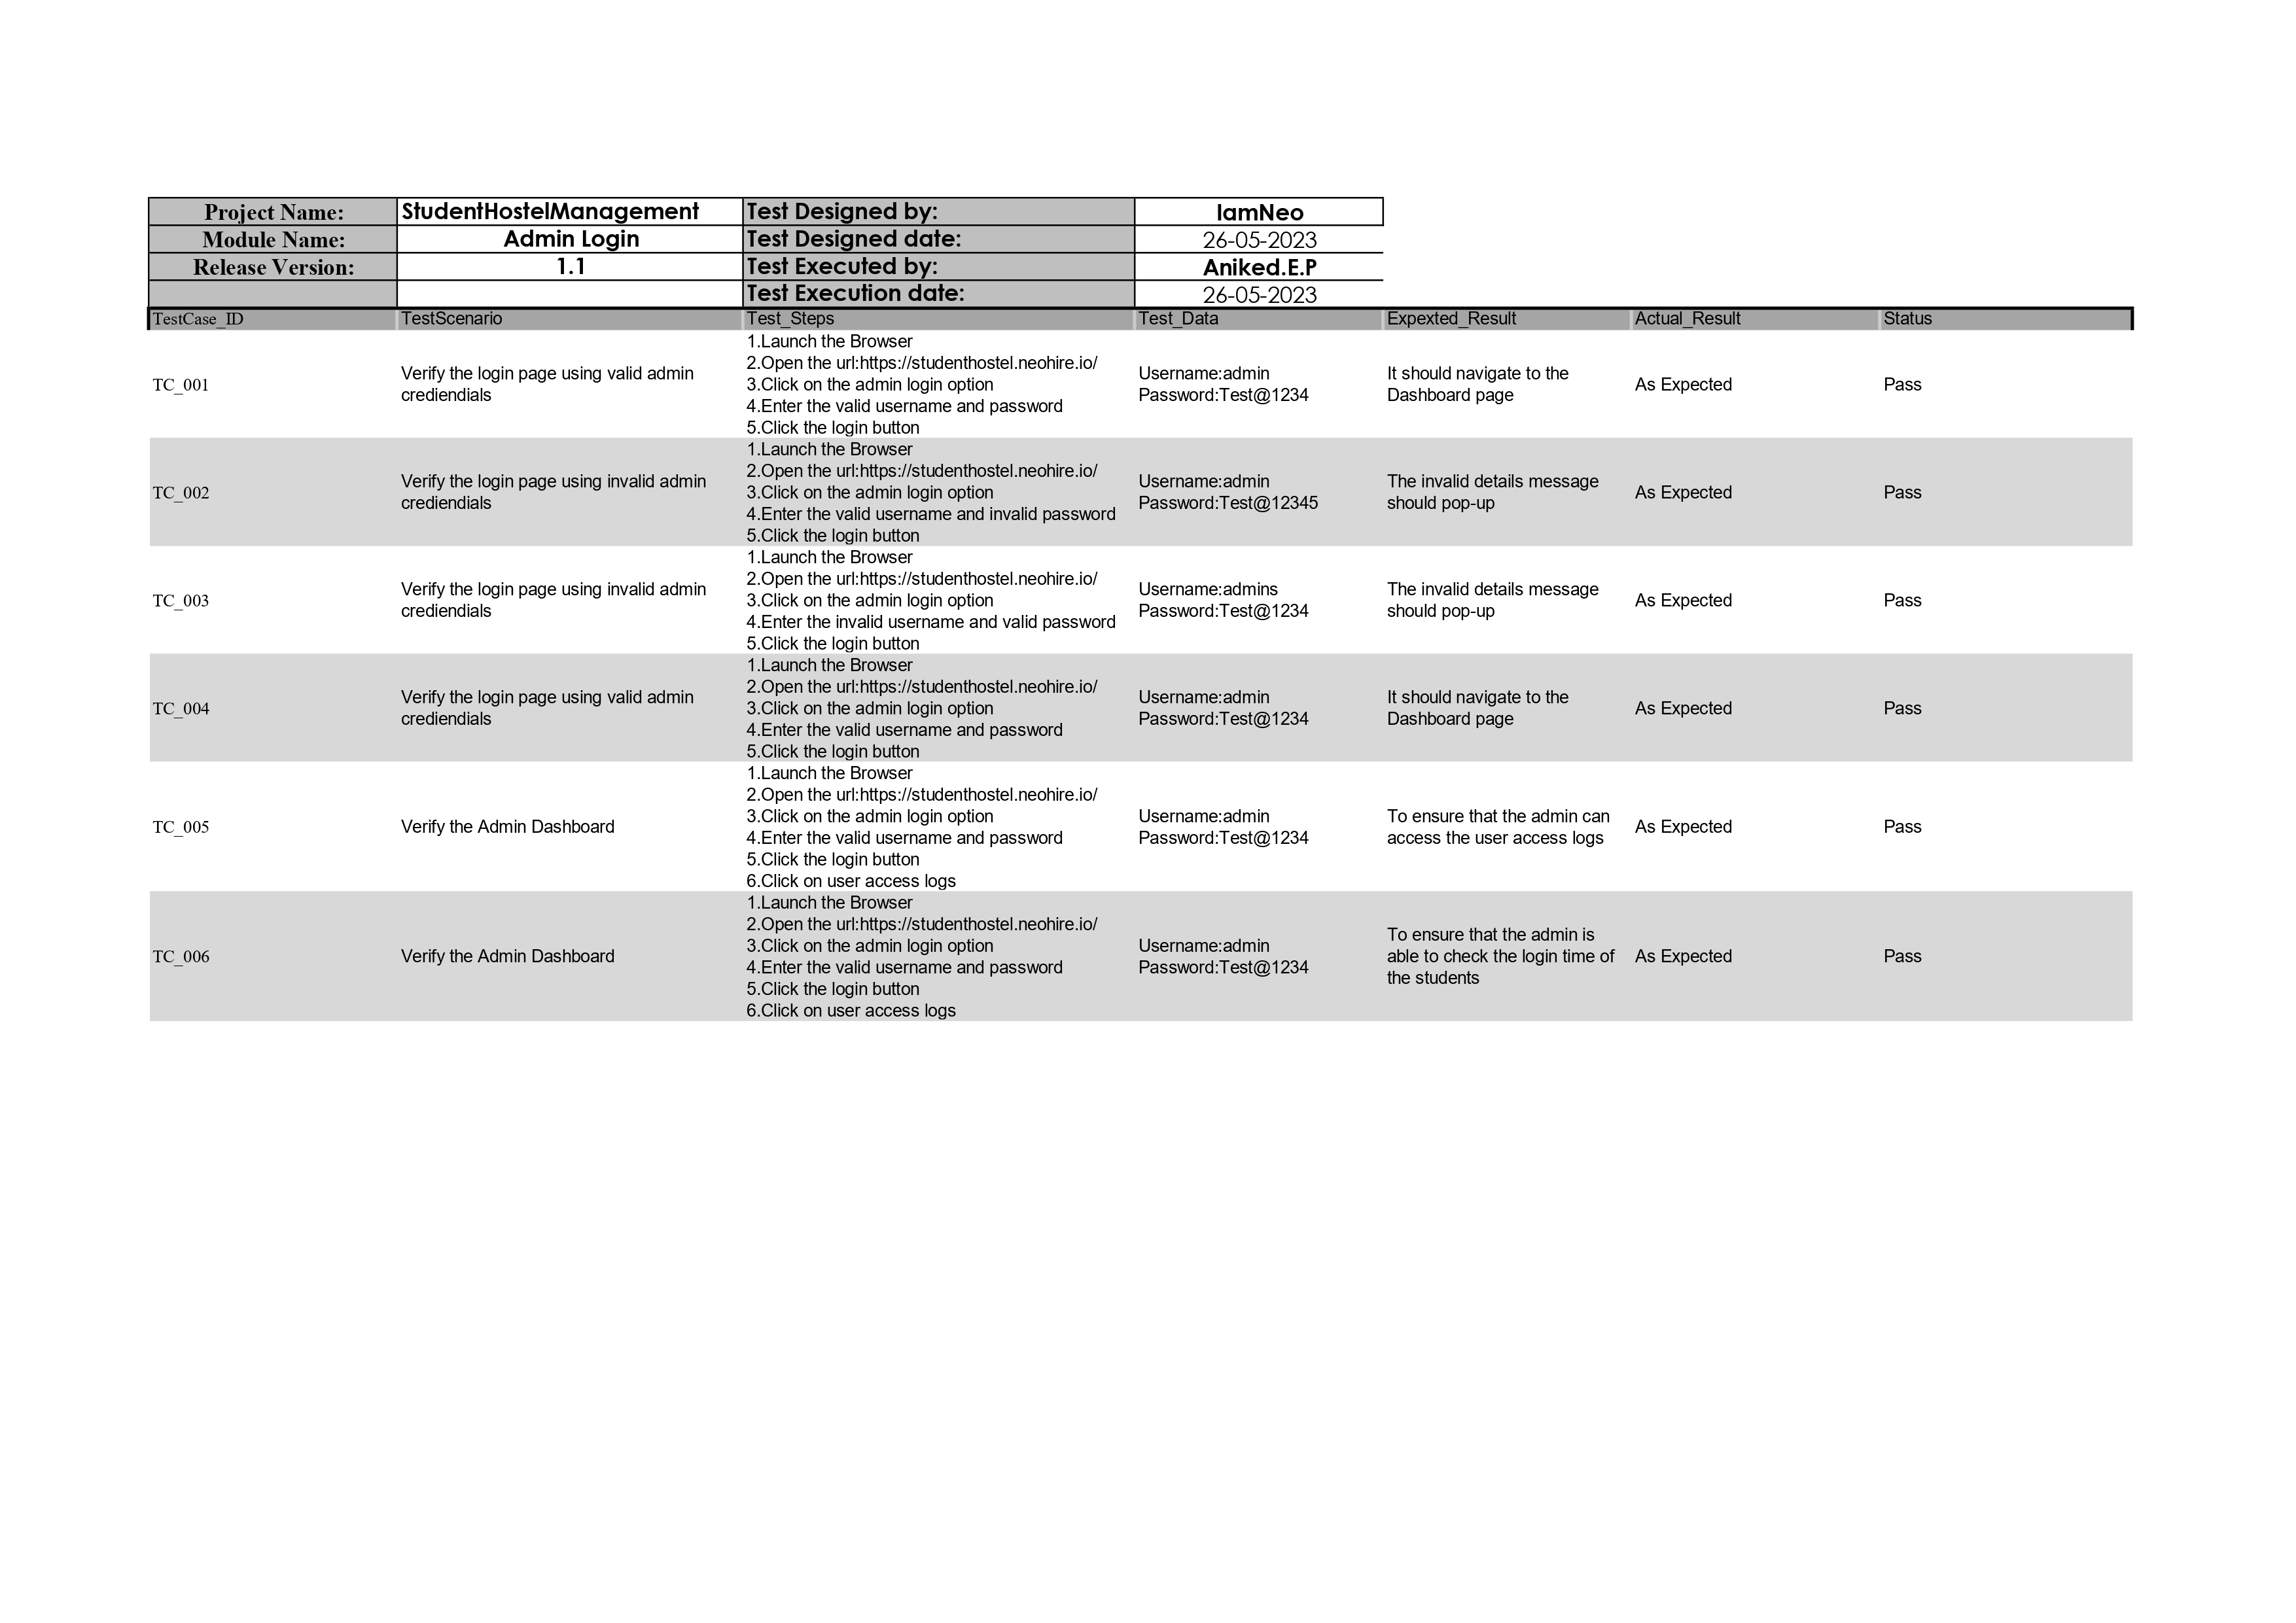 Project Name: StudentHostelManagement Test Designed by: IamNeo
Module Name: Admin Login Test Designed date: 26-05-2023
Release Version: 1.1 Test Executed by: Aniked.E.P
Test Execution date: 26-05-2023
TestCase_ID TestScenario Test_Steps Test_Data Expexted_Result Actual_Result Status
TC_001
Verify the login page using valid admin
crediendials
1.Launch the Browser
2.Open the url:https://studenthostel.neohire.io/
3.Click on the admin login option
4.Enter the valid username and password
5.Click the login button
Username:admin
Password:Test@1234
It should navigate to the
Dashboard page
As Expected
Pass
TC_002
Verify the login page using invalid admin
crediendials
1.Launch the Browser
2.Open the url:https://studenthostel.neohire.io/
3.Click on the admin login option
4.Enter the valid username and invalid password
5.Click the login button
Username:admin
Password:Test@12345
The invalid details message
should pop-up
As Expected
Pass
TC_003
Verify the login page using invalid admin
crediendials
1.Launch the Browser
2.Open the url:https://studenthostel.neohire.io/
3.Click on the admin login option
4.Enter the invalid username and valid password
5.Click the login button
Username:admins
Password:Test@1234
The invalid details message
should pop-up
As Expected
Pass
TC_004
Verify the login page using valid admin
crediendials
1.Launch the Browser
2.Open the url:https://studenthostel.neohire.io/
3.Click on the admin login option
4.Enter the valid username and password
5.Click the login button
Username:admin
Password:Test@1234
It should navigate to the
Dashboard page
As Expected
Pass
TC_005
Verify the Admin Dashboard
1.Launch the Browser
2.Open the url:https://studenthostel.neohire.io/
3.Click on the admin login option
4.Enter the valid username and password
5.Click the login button
6.Click on user access logs
Username:admin
Password:Test@1234
To ensure that the admin can
access the user access logs
As Expected
Pass
TC_006
Verify the Admin Dashboard
1.Launch the Browser
2.Open the url:https://studenthostel.neohire.io/
3.Click on the admin login option
4.Enter the valid username and password
5.Click the login button
6.Click on user access logs
Username:admin
Password:Test@1234
To ensure that the admin is
able to check the login time of
the students
As Expected
Pass